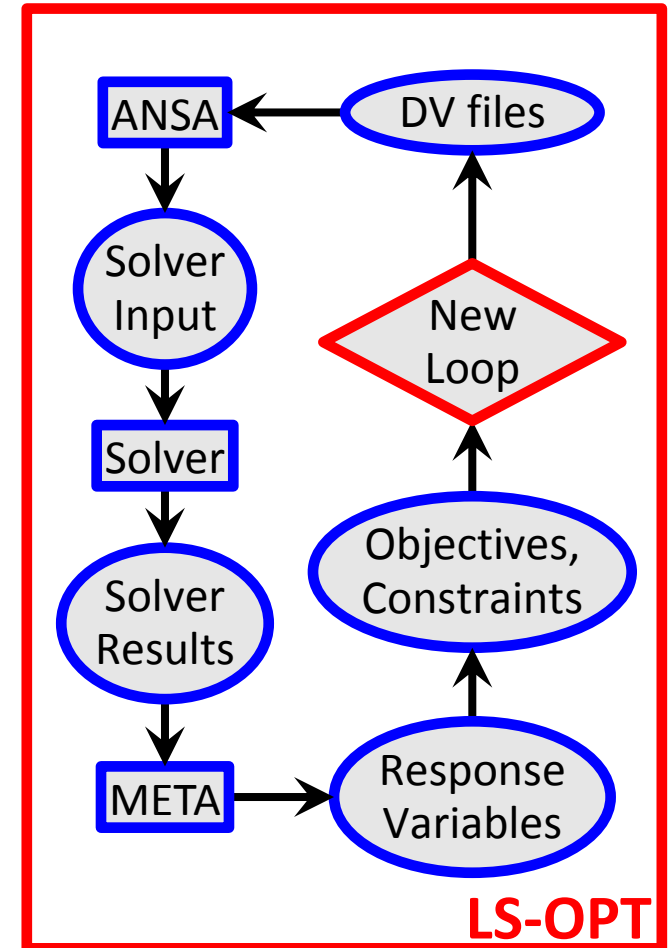 ANSA
DV files
Solver
Input
New
Loop
Solver
Objectives,
Constraints
Solver
Results
META
Response
Variables
LS-OPT